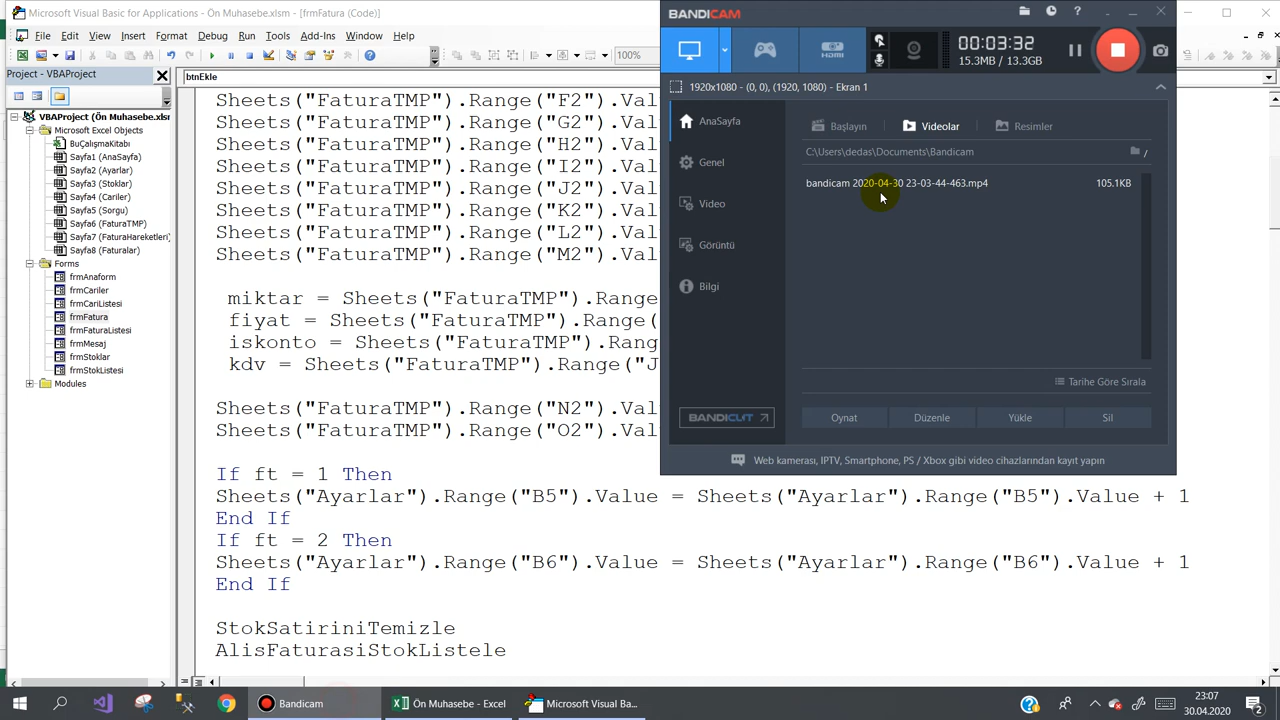 Microsoft Visual Basic for Applications - Ön Muhasebe.xlsm - [frmFatura (Code)]
File Edit View Insert Format Debug Run Tools Add-Ins Window Help
100%
Project - VBAProject
btnEkle
VBAProject (Ön Muhasebe.xlsm
Microsoft Excel Objects
BuÇalışmaKitabı
Sayfa1 (AnaSayfa)
Sayfa2 (Ayarlar)
Sayfa3 (Stoklar)
Sayfa4 (Cariler)
Sayfa5 (Sorgu)
Sayfa6 (FaturaTMP)
Sayfa7 (FaturaHareketleri)
Sayfa8 (Faturalar)
Forms
frmAnaform
frmCariler
frmCariListesi
frmFatura
frmFaturaListesi
frmMesaj
frmStoklar
frmStokListesi
Modules
Sheets("FaturaTMP").Range("F2").Val
Sheets("FaturaTMP").Range("G2").Val
Sheets("FaturaTMP").Range("H2").Val
Sheets("FaturaTMP").Range("I2").Val
Sheets("FaturaTMP").Range("J2").Val
Sheets("FaturaTMP").Range("K2").Val
Sheets("FaturaTMP").Range("L2").Val
Sheets("FaturaTMP").Range("M2").Val
miktar = Sheets("FaturaTMP").Range
fiyat = Sheets("FaturaTMP").Range(
iskonto = Sheets("FaturaTMP").Rang
kdv = Sheets("FaturaTMP").Range("J
Sheets("FaturaTMP").Range("N2").Val
Sheets("FaturaTMP").Range("O2").Val
If ft = 1 Then
Sheets("Ayarlar").Range("B5").Value = Sheets("Ayarlar").Range("B5").Value + 1
End If
If ft = 2 Then
Sheets("Ayarlar").Range("B6").Value = Sheets("Ayarlar").Range("B6").Value + 1
End If
StokSatiriniTemizle
AlisFaturasiStokListele
BANDICAM
00:03:32
15.3MB / 13.3GB
1920x1080 - (0, 0), (1920, 1080) - Ekran 1
AnaSayfa
Genel
Video
Görüntü
Bilgi
BANDICUT
Başlayın Videolar Resimler
C:\Users\dedas\Documents\Bandicam /
bandicam 2020-04-30 23-03-44-463.mp4 105.1KB
Tarihe Göre Sırala
Oynat Düzenle Yükle Sil
Web kamerası, IPTV, Smartphone, PS / Xbox gibi video cihazlarından kayıt yapın
Bandicam Ön Muhasebe - Excel Microsoft Visual Ba...
23:07
30.04.2020
2